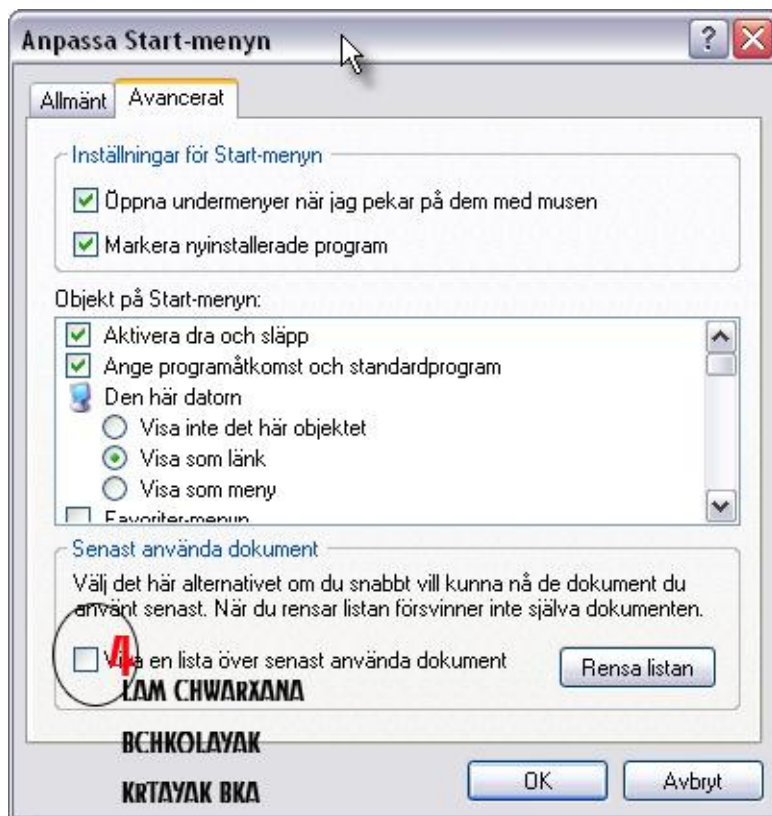 Anpassa Start-menyn
Allmänt Avancerat
Inställningar för Start-menyn
Öppna undermenyer när jag pekar på dem med musen
Markera nyinstallerade program
Objekt på Start-menyn:
Aktivera dra och släpp
Ange programåtkomst och standardprogram
Den här datorn
Visa inte det här objektet
Visa som länk
Visa som meny
Favoriter-menyn
Senast använda dokument
Välj det här alternativet om du snabbt vill kunna nå de dokument du
använt senast. När du rensar listan försvinner inte själva dokumenten.
4
Visa en lista över senast använda dokument
Rensa listan
LAM CHWARXANA
BCHKOLAYAK
KRTAYAK BKA
OK Avbryt